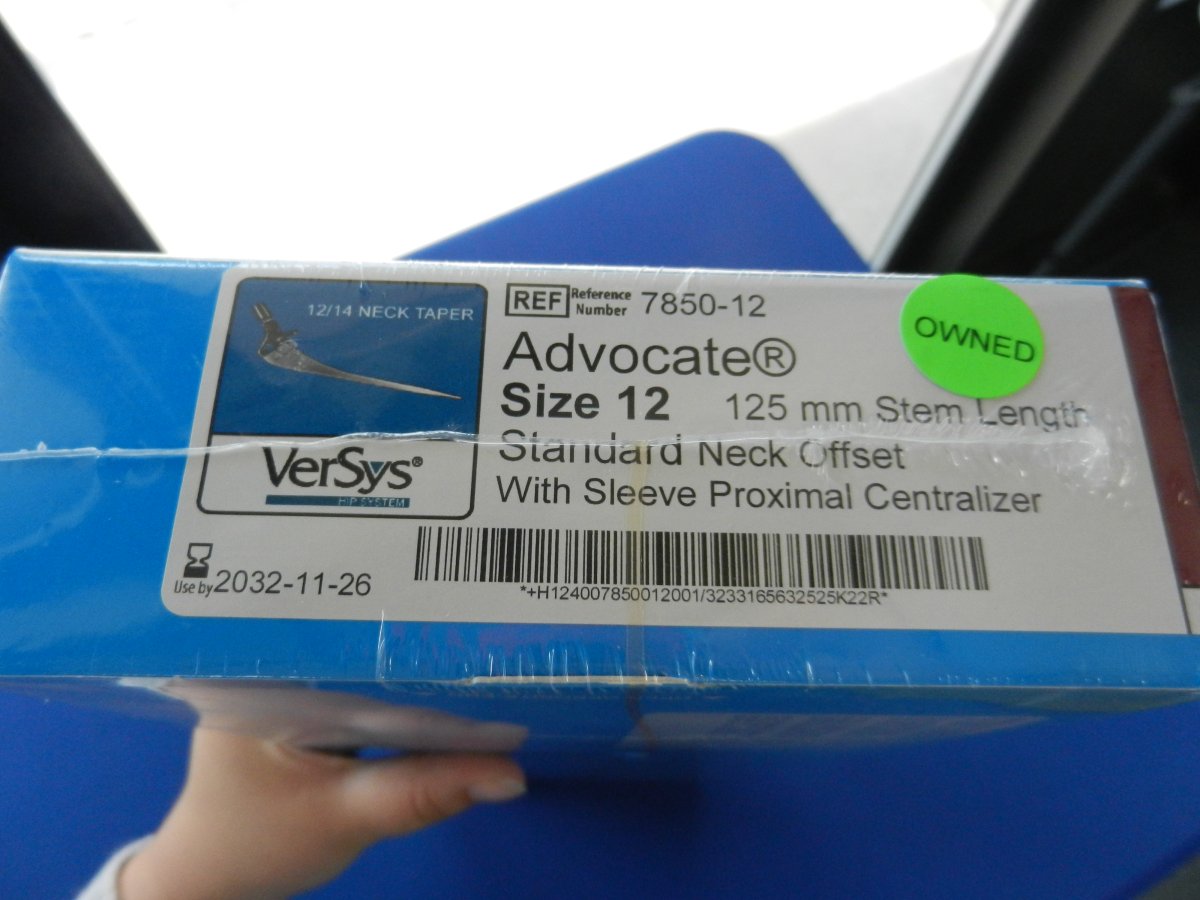 12/14 NECK TAPER
VerSys®
HIP SYSTEM
REF Reference Number 7850-12
Advocate®
Size 12 125 mm Stem Length
Standard Neck Offset
With Sleeve Proximal Centralizer
OWNED
Use by 2032-11-26
*+H124007850012001/3233165632525K22R*